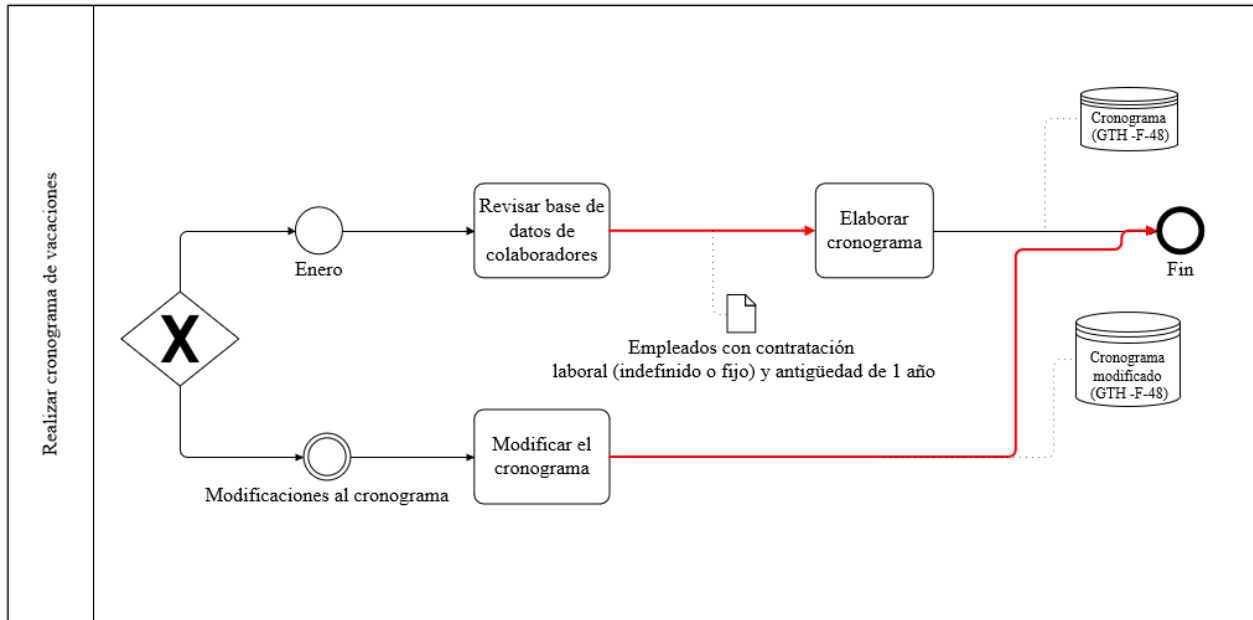 Realizar cronograma de vacaciones
Cronograma
(GTH -F-48)
Revisar base de
datos de
colaboradores
Elaborar
cronograma
Enero
Fin
X
Empleados con contratación
laboral (indefinido o fijo) y antigüedad de 1 año
Cronograma
modificado
(GTH -F-48)
Modificar el
cronograma
Modificaciones al cronograma